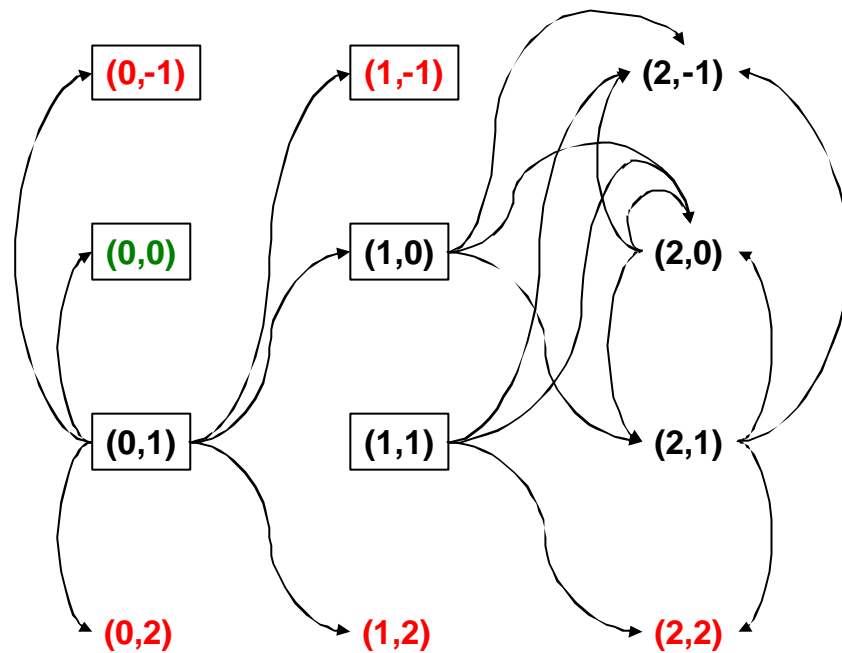 (0,-1) (1,-1) (2,-1)
(0,0) (1,0) (2,0)
(0,1) (1,1) (2,1)
(0,2) (1,2) (2,2)